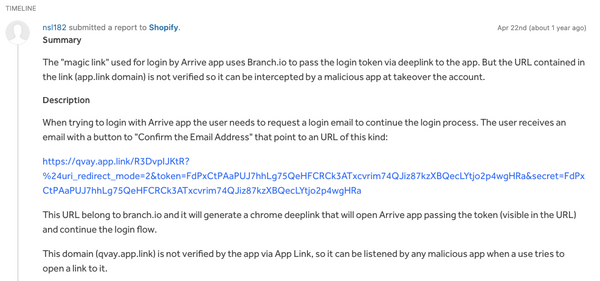 TIMELINE
nsl182 submitted a report to Shopify. Apr 22nd (about 1 year ago)
Summary
The "magic link" used for login by Arrive app uses Branch.io to pass the login token via deeplink to the app. But the URL contained in
the link (app.link domain) is not verified so it can be intercepted by a malicious app at takeover the account.
Description
When trying to login with Arrive app the user needs to request a login email to continue the login process. The user receives an
email with a button to "Confirm the Email Address" that point to an URL of this kind:
https://qvay.app.link/R3DvpIJKtR?
%24uri_redirect_mode=2&token=FdPxCtPAaPUJ7hhLg75QeHFCRCk3ATxcvrim74QJiz87kzXBQecLYtjo2p4wgHRa&secret=FdPx
CtPAaPUJ7hhLg75QeHFCRCk3ATxcvrim74QJiz87kzXBQecLYtjo2p4wgHRa
This URL belong to branch.io and it will generate a chrome deeplink that will open Arrive app passing the token (visible in the URL)
and continue the login flow.
This domain (qvay.app.link) is not verified by the app via App Link, so it can be listened by any malicious app when a use tries to
open a link to it.